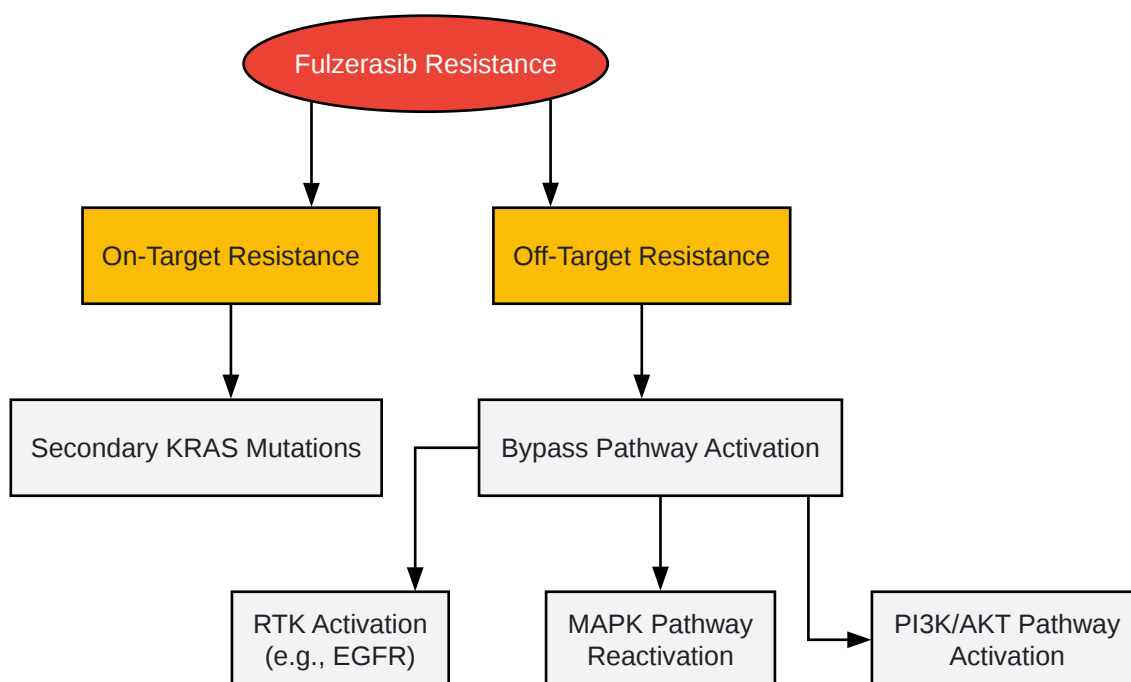 Fulzerasib Resistance
On-Target Resistance
Off-Target Resistance
Secondary KRAS Mutations
Bypass Pathway Activation
RTK Activation
(e.g., EGFR)
MAPK Pathway
Reactivation
PI3K/AKT Pathway
Activation